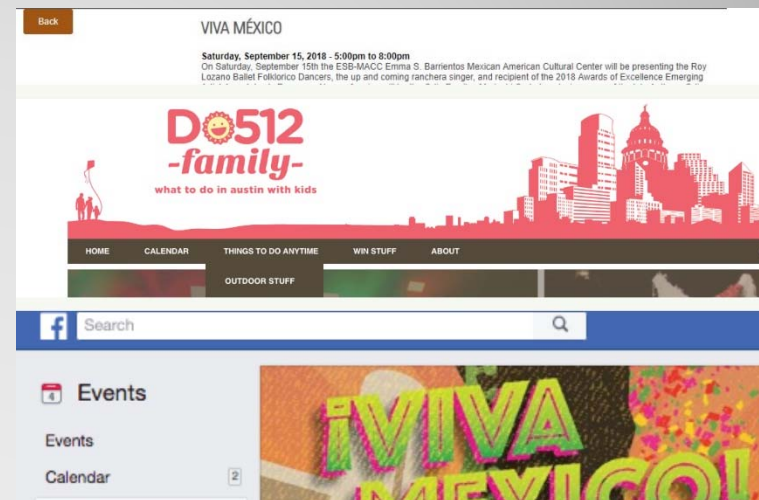 Back
VIVA MÉXICO
Saturday, September 15, 2018 - 5:00pm to 8:00pm
On Saturday, September 15th the ESB-MACC Emma S. Barrientos Mexican American Cultural Center will be presenting the Roy
Lozano Ballet Folklorico Dancers, the up and coming ranchera singer, and recipient of the 2018 Awards of Excellence Emerging
DO512
-family-
what to do in austin with kids
HOME CALENDAR THINGS TO DO ANYTIME WIN STUFF ABOUT
OUTDOOR STUFF
f Search
4 Events
Events
Calendar 2
¡VIVA
MEXICO!